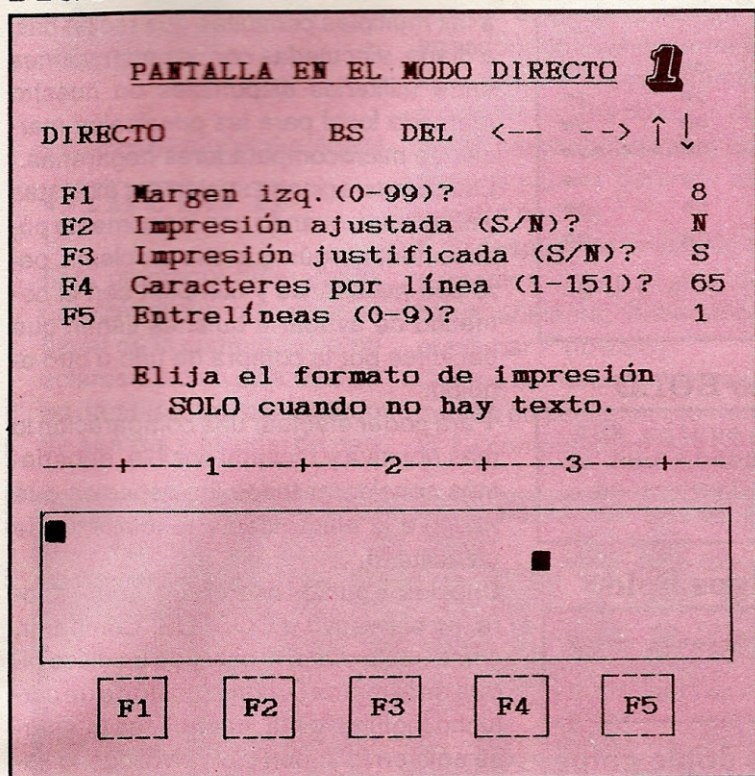 PANTALLA EN EL MODO DIRECTO 1
DIRECTO BS DEL <-- --> ↑ ↓
F1 Margen izq.(0-99)? 8
F2 Impresión ajustada (S/N)? N
F3 Impresión justificada (S/N)? S
F4 Caracteres por línea (1-151)? 65
F5 Entrelíneas (0-9)? 1
Elija el formato de impresión
SOLO cuando no hay texto.
----+----1----+----2----+----3----+---
F1 F2 F3 F4 F5